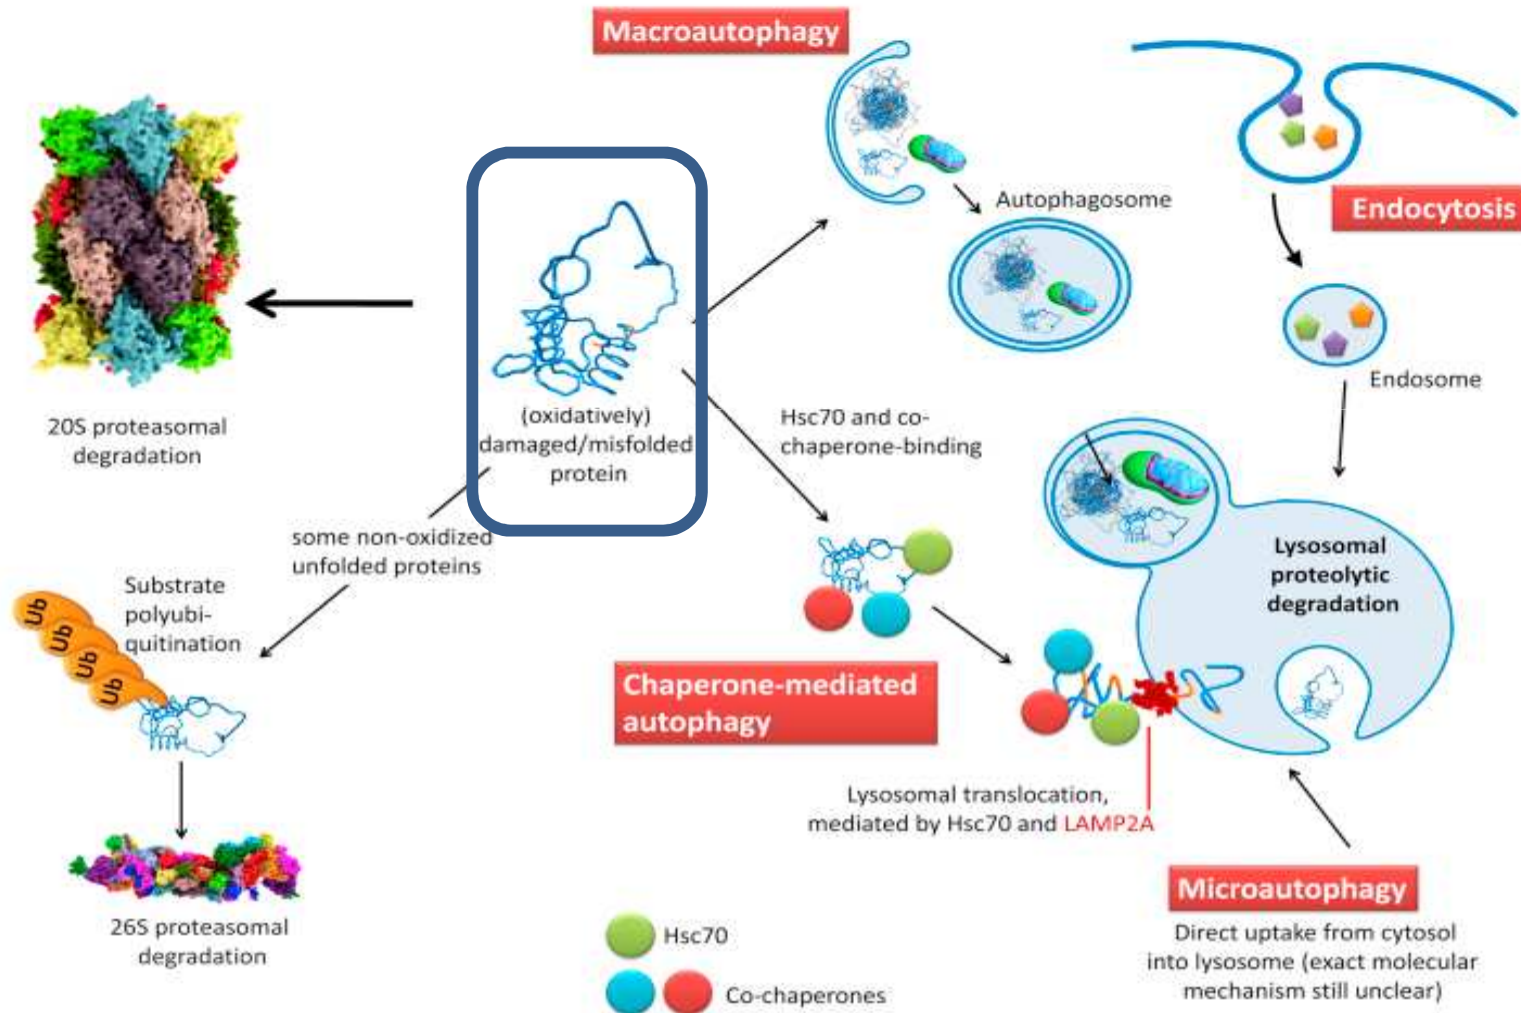 Macroautophagy
Autophagosome
Endocytosis
Endosome
20S proteasomal
degradation
(oxidatively)
damaged/misfolded
protein
Hsc70 and co-
chaperone-binding
some non-oxidized
unfolded proteins
Substrate
polyubi-
quitination
Ub
Ub
Ub
Ub
26S proteasomal
degradation
Lysosomal
proteolytic
degradation
Chaperone-mediated
autophagy
Lysosomal translocation,
mediated by Hsc70 and LAMP2A
Microautophagy
Direct uptake from cytosol
into lysosome (exact molecular
mechanism still unclear)
Hsc70
Co-chaperones